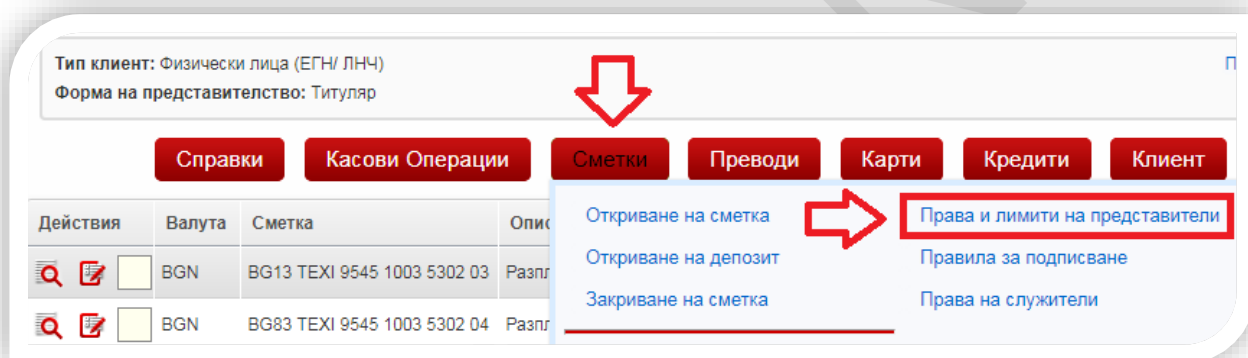 Тип клиент: Физически лица (ЕГН/ ЛНЧ)
Форма на представителство: Титуляр
Справки Касови Операции Сметки Преводи Карти Кредити Клиент
Действия Валута Сметка
Откриване на сметка Права и лимити на представители
Откриване на депозит Правила за подписване
Закриване на сметка Права на служители
BGN BG13 TEXI 9545 1003 5302 03
BGN BG83 TEXI 9545 1003 5302 04